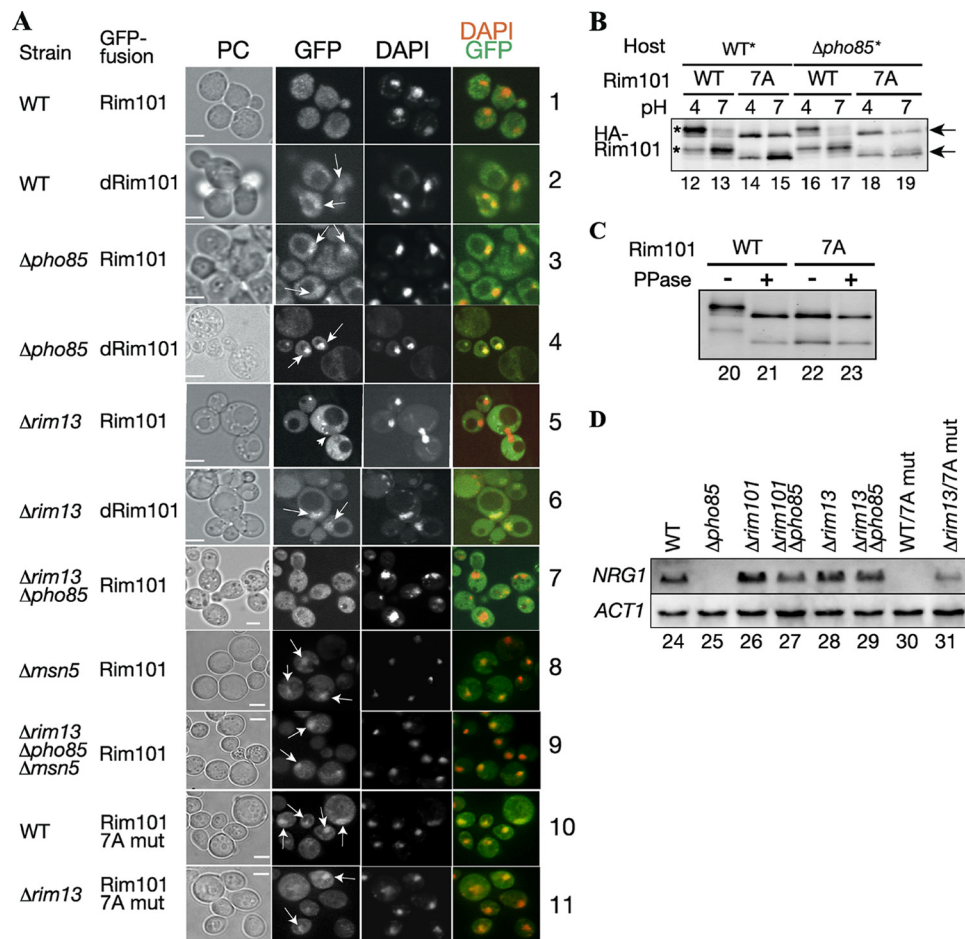 A
Strain GFP-fusion PC GFP DAPI DAPI GFP
WT Rim101 1
WT dRim101 2
Δpho85 Rim101 3
Δpho85 dRim101 4
Δrim13 Rim101 5
Δrim13 dRim101 6
Δrim13 Δpho85 Rim101 7
Δmsn5 Rim101 8
Δrim13 Δpho85 Δmsn5 Rim101 9
WT Rim101 7A mut 10
Δrim13 Rim101 7A mut 11
B
Host WT* Δpho85*
Rim101 WT 7A WT 7A
pH 4 7 4 7 4 7 4 7
HA-Rim101 * *
12 13 14 15 16 17 18 19
C
Rim101 WT 7A
PPase - + - +
20 21 22 23
D
WT Δpho85 Δrim101 Δrim101 Δpho85 Δrim13 Δrim13 Δpho85 WT/7A mut Δrim13/7A mut
NRG1
ACT1
24 25 26 27 28 29 30 31